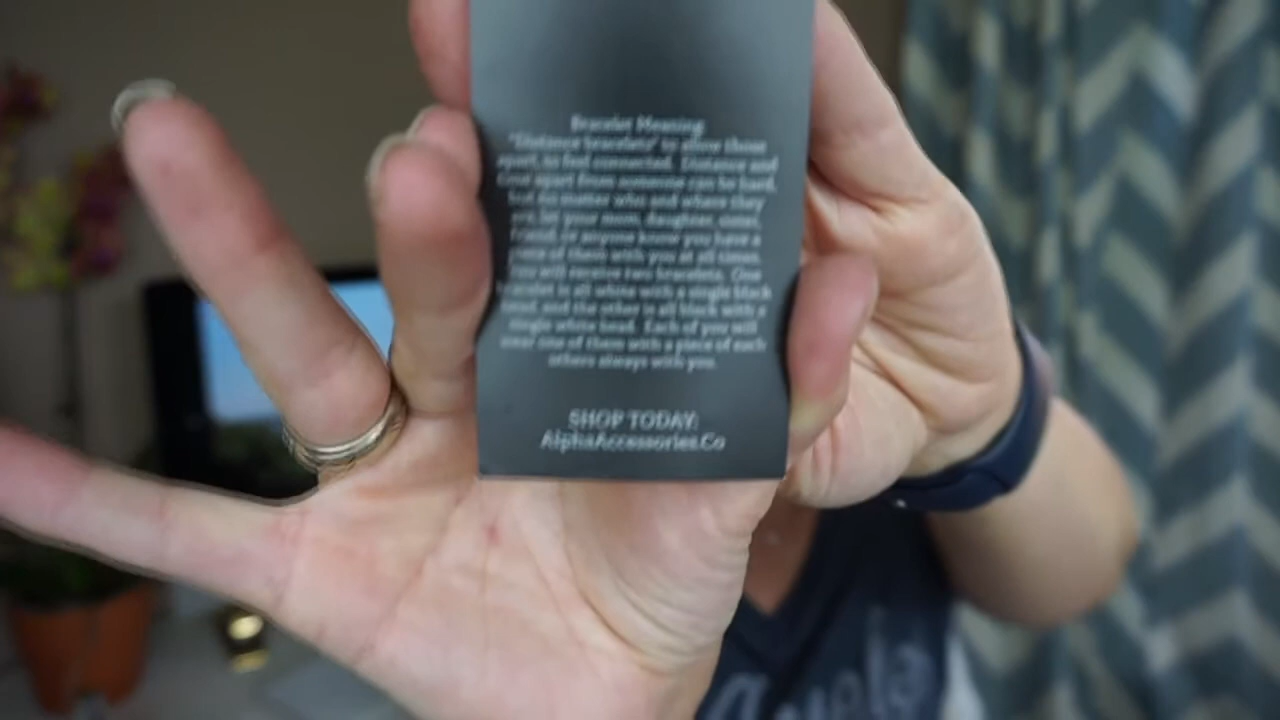 Bracelet Meaning
"Distance bracelets" to allow those
apart, to feel connected. Distance and
time apart from someone can be hard,
but no matter who and where they
are, let your mom, daughter, sister,
friend, or anyone know you have a
piece of them with you at all times.
You will receive two bracelets. One
bracelet is all white with a single black
bead, and the other is all black with a
single white bead. Each of you will
wear one of them with a piece of each
others always with you.
SHOP TODAY:
AlphaAccessories.Co